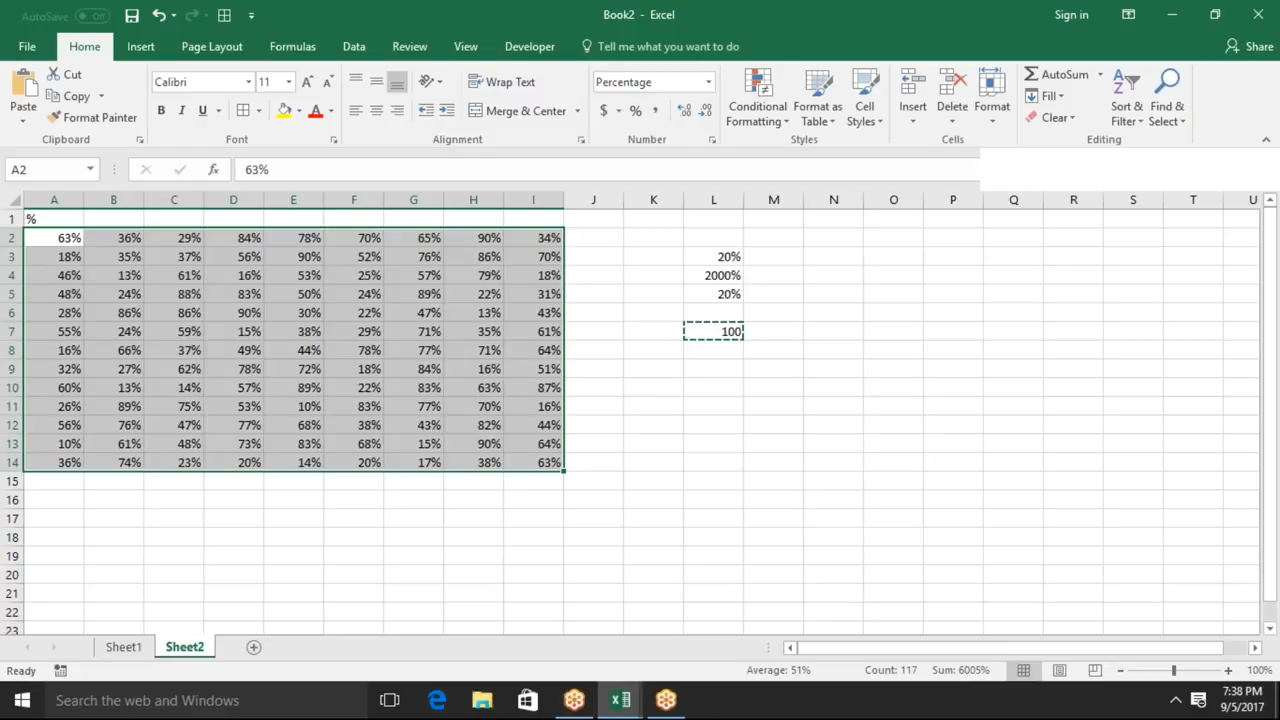 AutoSave Off Book2 - Excel Sign in
File Home Insert Page Layout Formulas Data Review View Developer Tell me what you want to do Share
Paste Cut Copy Format Painter Calibri 11 B I U Wrap Text Merge & Center Percentage $ % , Conditional Formatting Format as Table Cell Styles Insert Delete Format AutoSum Fill Clear Sort & Filter Find & Select
Clipboard Font Alignment Number Styles Cells Editing
A2 fx 63%
A B C D E F G H I J K L M N O P Q R S T U
1 %
2 63% 36% 29% 84% 78% 70% 65% 90% 34%
3 18% 35% 37% 56% 90% 52% 76% 86% 70% 20%
4 46% 13% 61% 16% 53% 25% 57% 79% 18% 2000%
5 48% 24% 88% 83% 50% 24% 89% 22% 31% 20%
6 28% 86% 86% 90% 30% 22% 47% 13% 43%
7 55% 24% 59% 15% 38% 29% 71% 35% 61% 100
8 16% 66% 37% 49% 44% 78% 77% 71% 64%
9 32% 27% 62% 78% 72% 18% 84% 16% 51%
10 60% 13% 14% 57% 89% 22% 83% 63% 87%
11 26% 89% 75% 53% 10% 83% 77% 70% 16%
12 56% 76% 47% 77% 68% 38% 43% 82% 44%
13 10% 61% 48% 73% 83% 68% 15% 90% 64%
14 36% 74% 23% 20% 14% 20% 17% 38% 63%
15
16
17
18
19
20
21
22
23
Sheet1 Sheet2
Ready Average: 51% Count: 117 Sum: 6005% 100%
Search the web and Windows 7:38 PM
9/5/2017